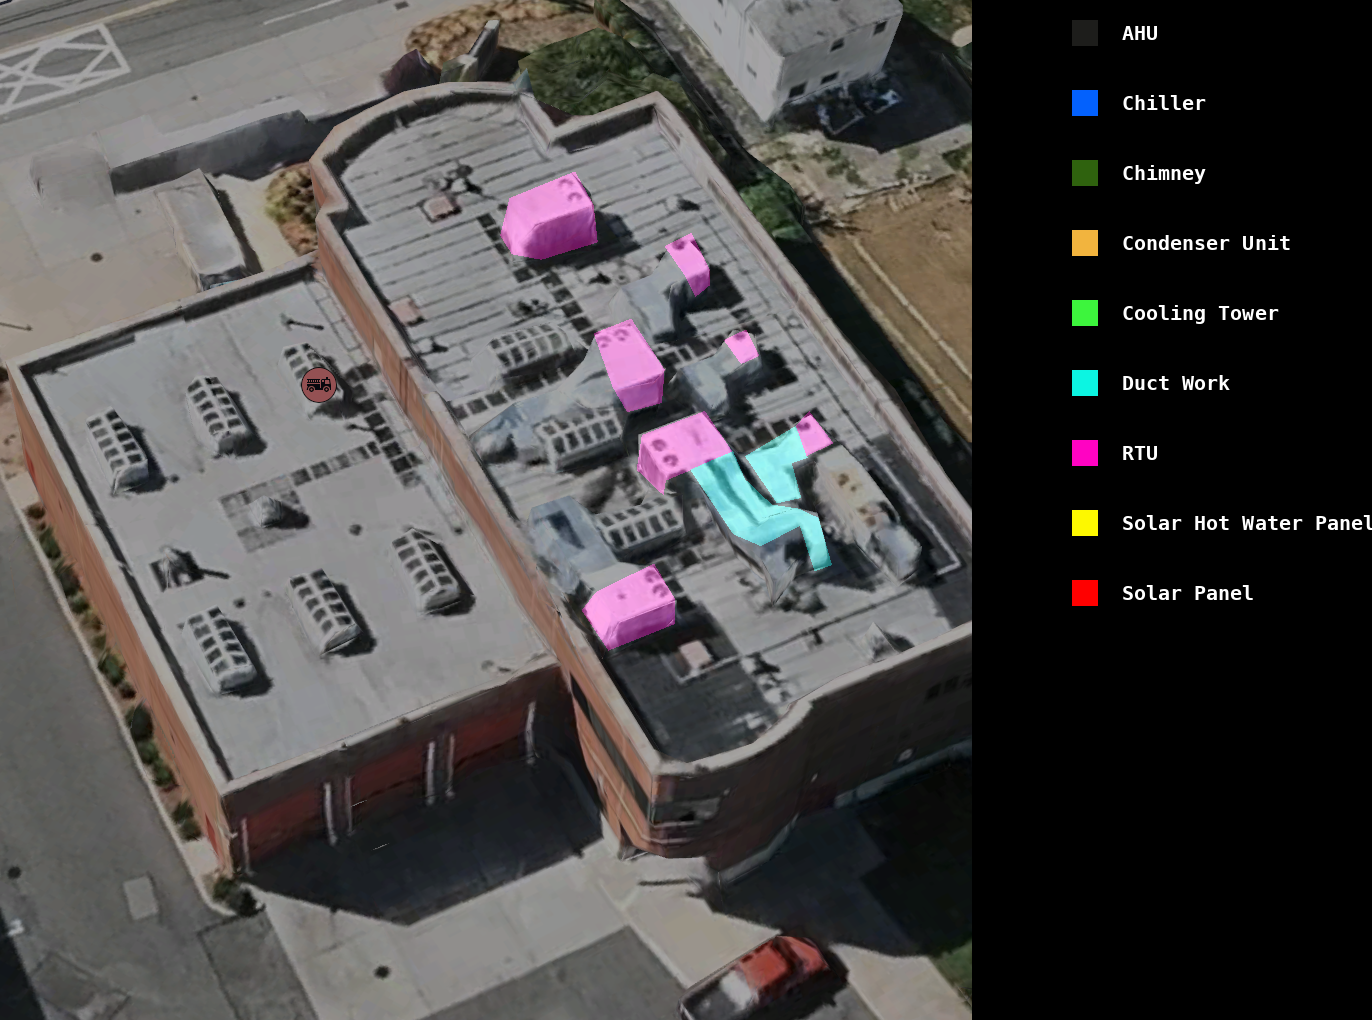 AHU
Chiller
Chimney
Condenser Unit
Cooling Tower
Duct Work
RTU
Solar Hot Water Panel
Solar Panel